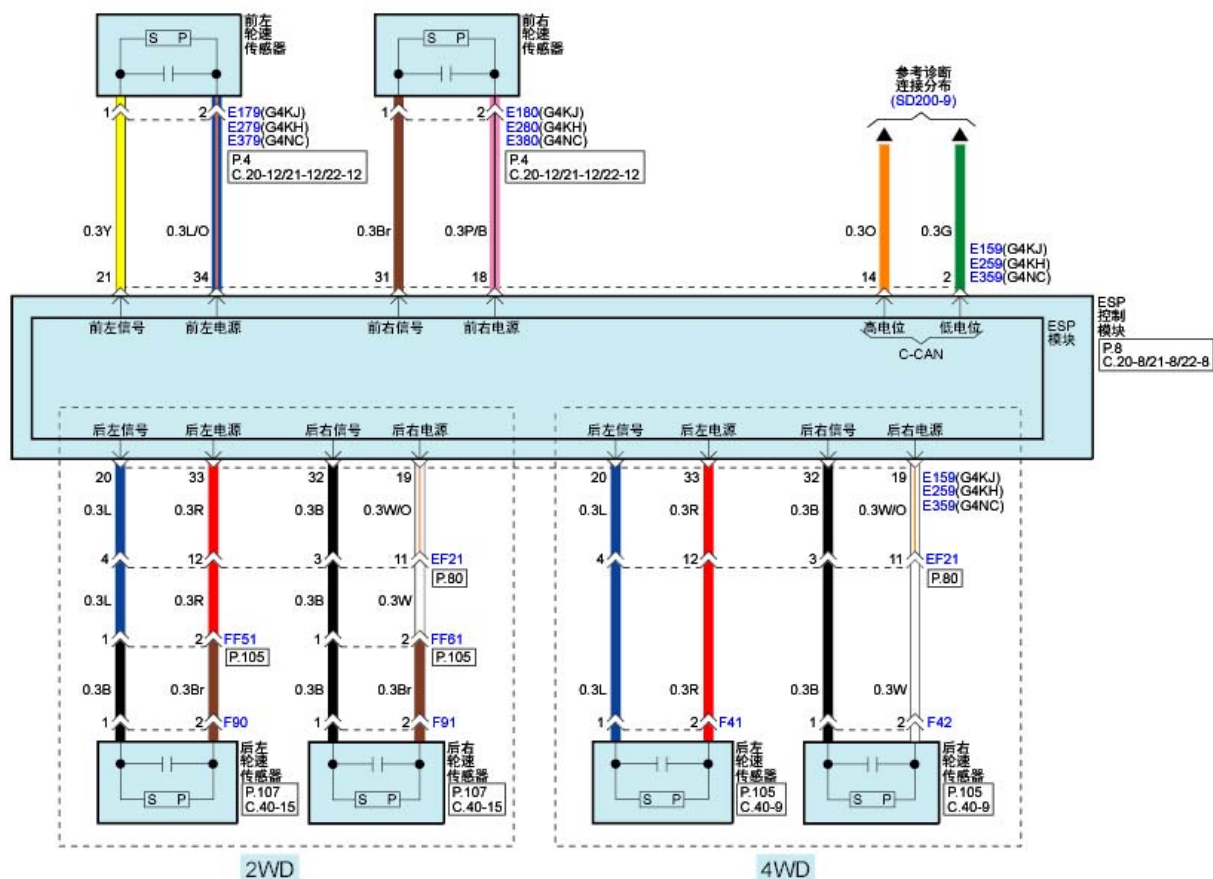 前左
轮速
传感器
S P
前右
轮速
传感器
S P
参考诊断
连接分布
(SD200-9)
1
2
E179(G4KJ)
E279(G4KH)
E379(G4NC)
P.4
C.20-12/21-12/22-12
1
2
E180(G4KJ)
E280(G4KH)
E380(G4NC)
P.4
C.20-12/21-12/22-12
0.3Y
0.3L/O
0.3Br
0.3P/B
0.3O
0.3G
E159(G4KJ)
E259(G4KH)
E359(G4NC)
21
34
31
18
14
2
前左信号
前左电源
前右信号
前右电源
高电位
低电位
C-CAN
ESP
模块
ESP
控制
模块
P.8
C.20-8/21-8/22-8
后左信号
后左电源
后右信号
后右电源
后左信号
后左电源
后右信号
后右电源
20
33
32
19
20
33
32
19
E159(G4KJ)
E259(G4KH)
E359(G4NC)
0.3L
0.3R
0.3B
0.3W/O
0.3L
0.3R
0.3B
0.3W/O
4
12
3
11
EF21
P.80
4
12
3
11
EF21
P.80
0.3L
0.3R
0.3B
0.3W
1
2
FF51
P.105
1
2
FF61
P.105
0.3B
0.3Br
0.3B
0.3Br
0.3L
0.3R
0.3B
0.3W
1
2
F90
1
2
F91
1
2
F41
1
2
F42
后左
轮速
传感器
P.107
C.40-15
S P
后右
轮速
传感器
P.107
C.40-15
S P
后左
轮速
传感器
P.105
C.40-9
S P
后右
轮速
传感器
P.105
C.40-9
S P
2WD
4WD